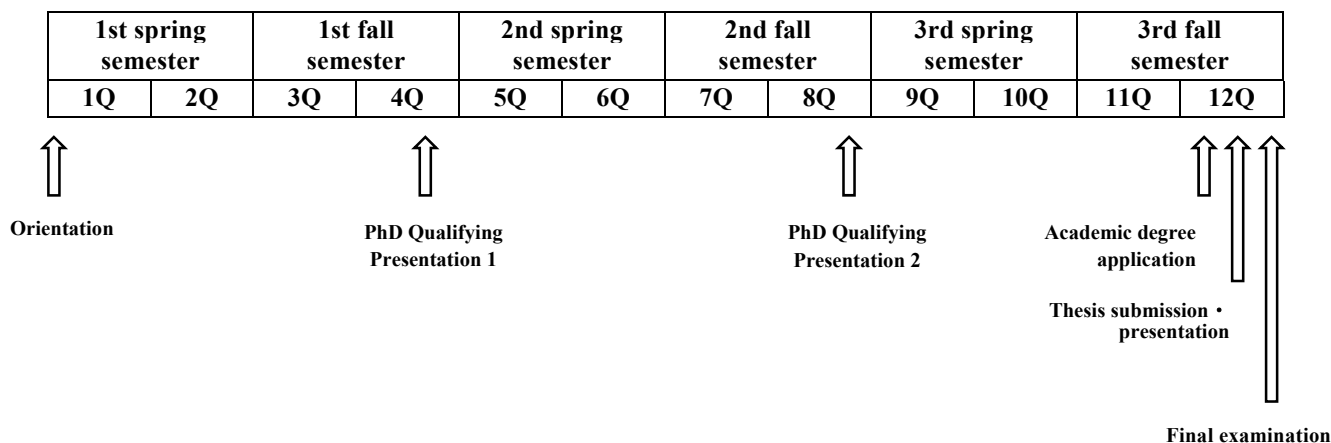 1st spring semester 1st fall semester 2nd spring semester 2nd fall semester 3rd spring semester 3rd fall semester
1Q 2Q 3Q 4Q 5Q 6Q 7Q 8Q 9Q 10Q 11Q 12Q
Orientation
PhD Qualifying
Presentation 1
PhD Qualifying
Presentation 2
Academic degree
application
Thesis submission・
presentation
Final examination